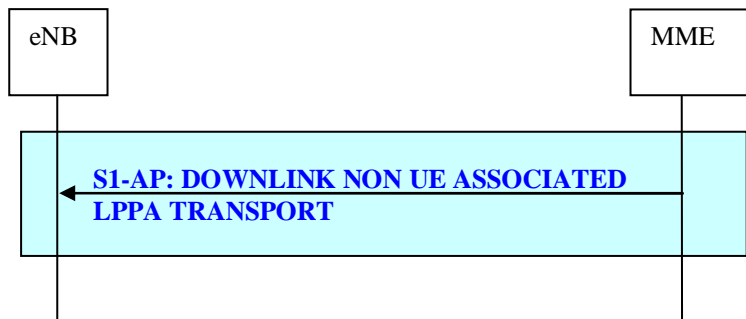 eNB
MME
S1-AP: DOWNLINK NON UE ASSOCIATED
LPPA TRANSPORT